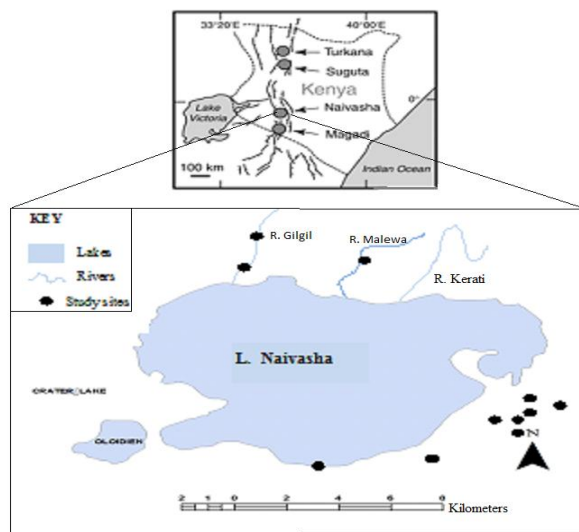 33°20' 40°00'
Turkana
Suguta
Kenya
0°
Lake Victoria
Naivasha
Magadi
100 km
Indian Ocean
KEY
Lakes
Rivers
Study sites
R. Gilgil
R. Malewa
R. Kerati
L. Naivasha
CRATER LAKE
OLOIDIEN
N
2 1 0 2 4 6 8
Kilometers